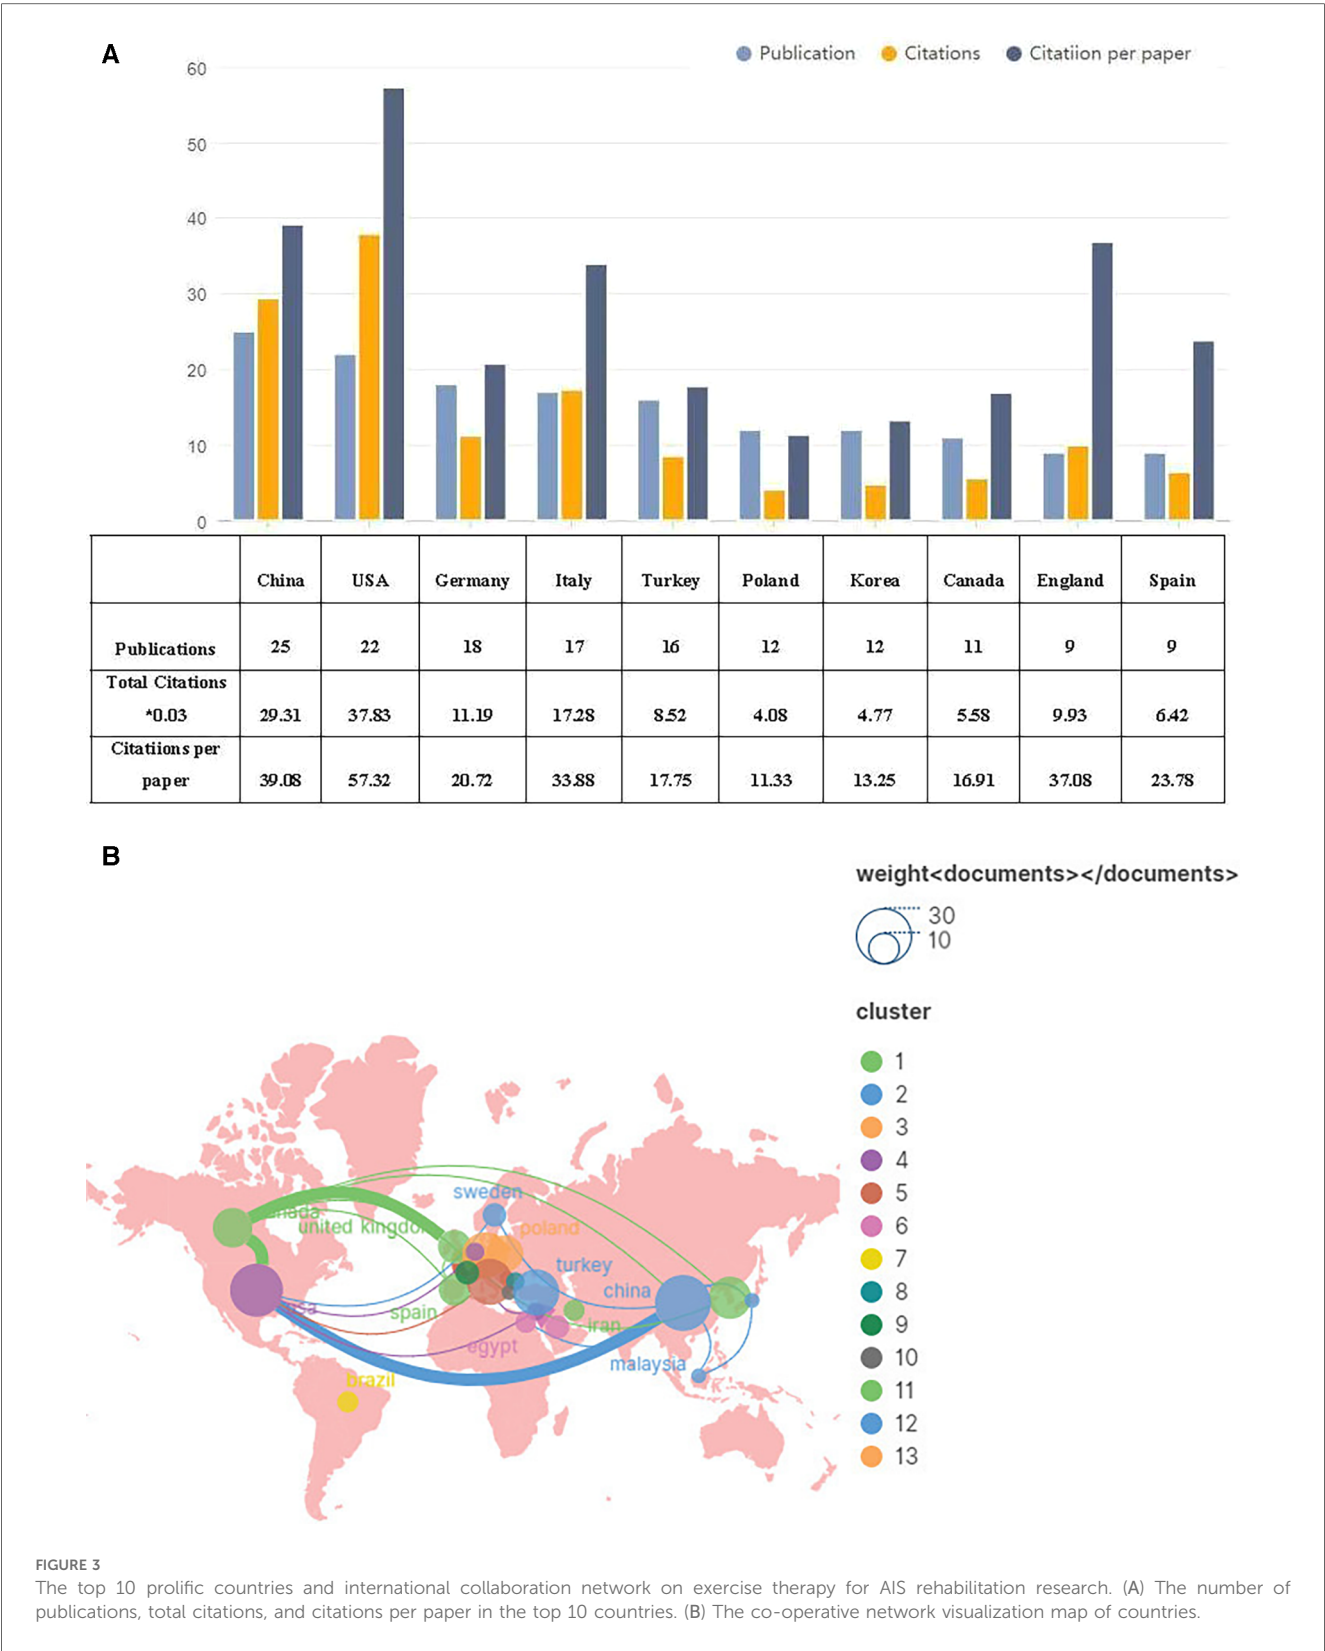 A
Publication Citations Citatiion per paper
60
50
40
30
20
10
0
China USA Germany Italy Turkey Poland Korea Canada England Spain
Publications 25 22 18 17 16 12 12 11 9 9
Total Citations
*0.03 29.31 37.83 11.19 17.28 8.52 4.08 4.77 5.58 9.93 6.42
Citatiions per
paper 39.08 57.32 20.72 33.88 17.75 11.33 13.25 16.91 37.08 23.78
B
weight<documents></documents>
30
10
cluster
1
2
3
4
5
6
7
8
9
10
11
12
13
sweden
united kingdo
poland
turkey
china
usa
spain
iran
egypt
malaysia
brazil
FIGURE 3
The top 10 prolific countries and international collaboration network on exercise therapy for AIS rehabilitation research. (A) The number of
publications, total citations, and citations per paper in the top 10 countries. (B) The co-operative network visualization map of countries.